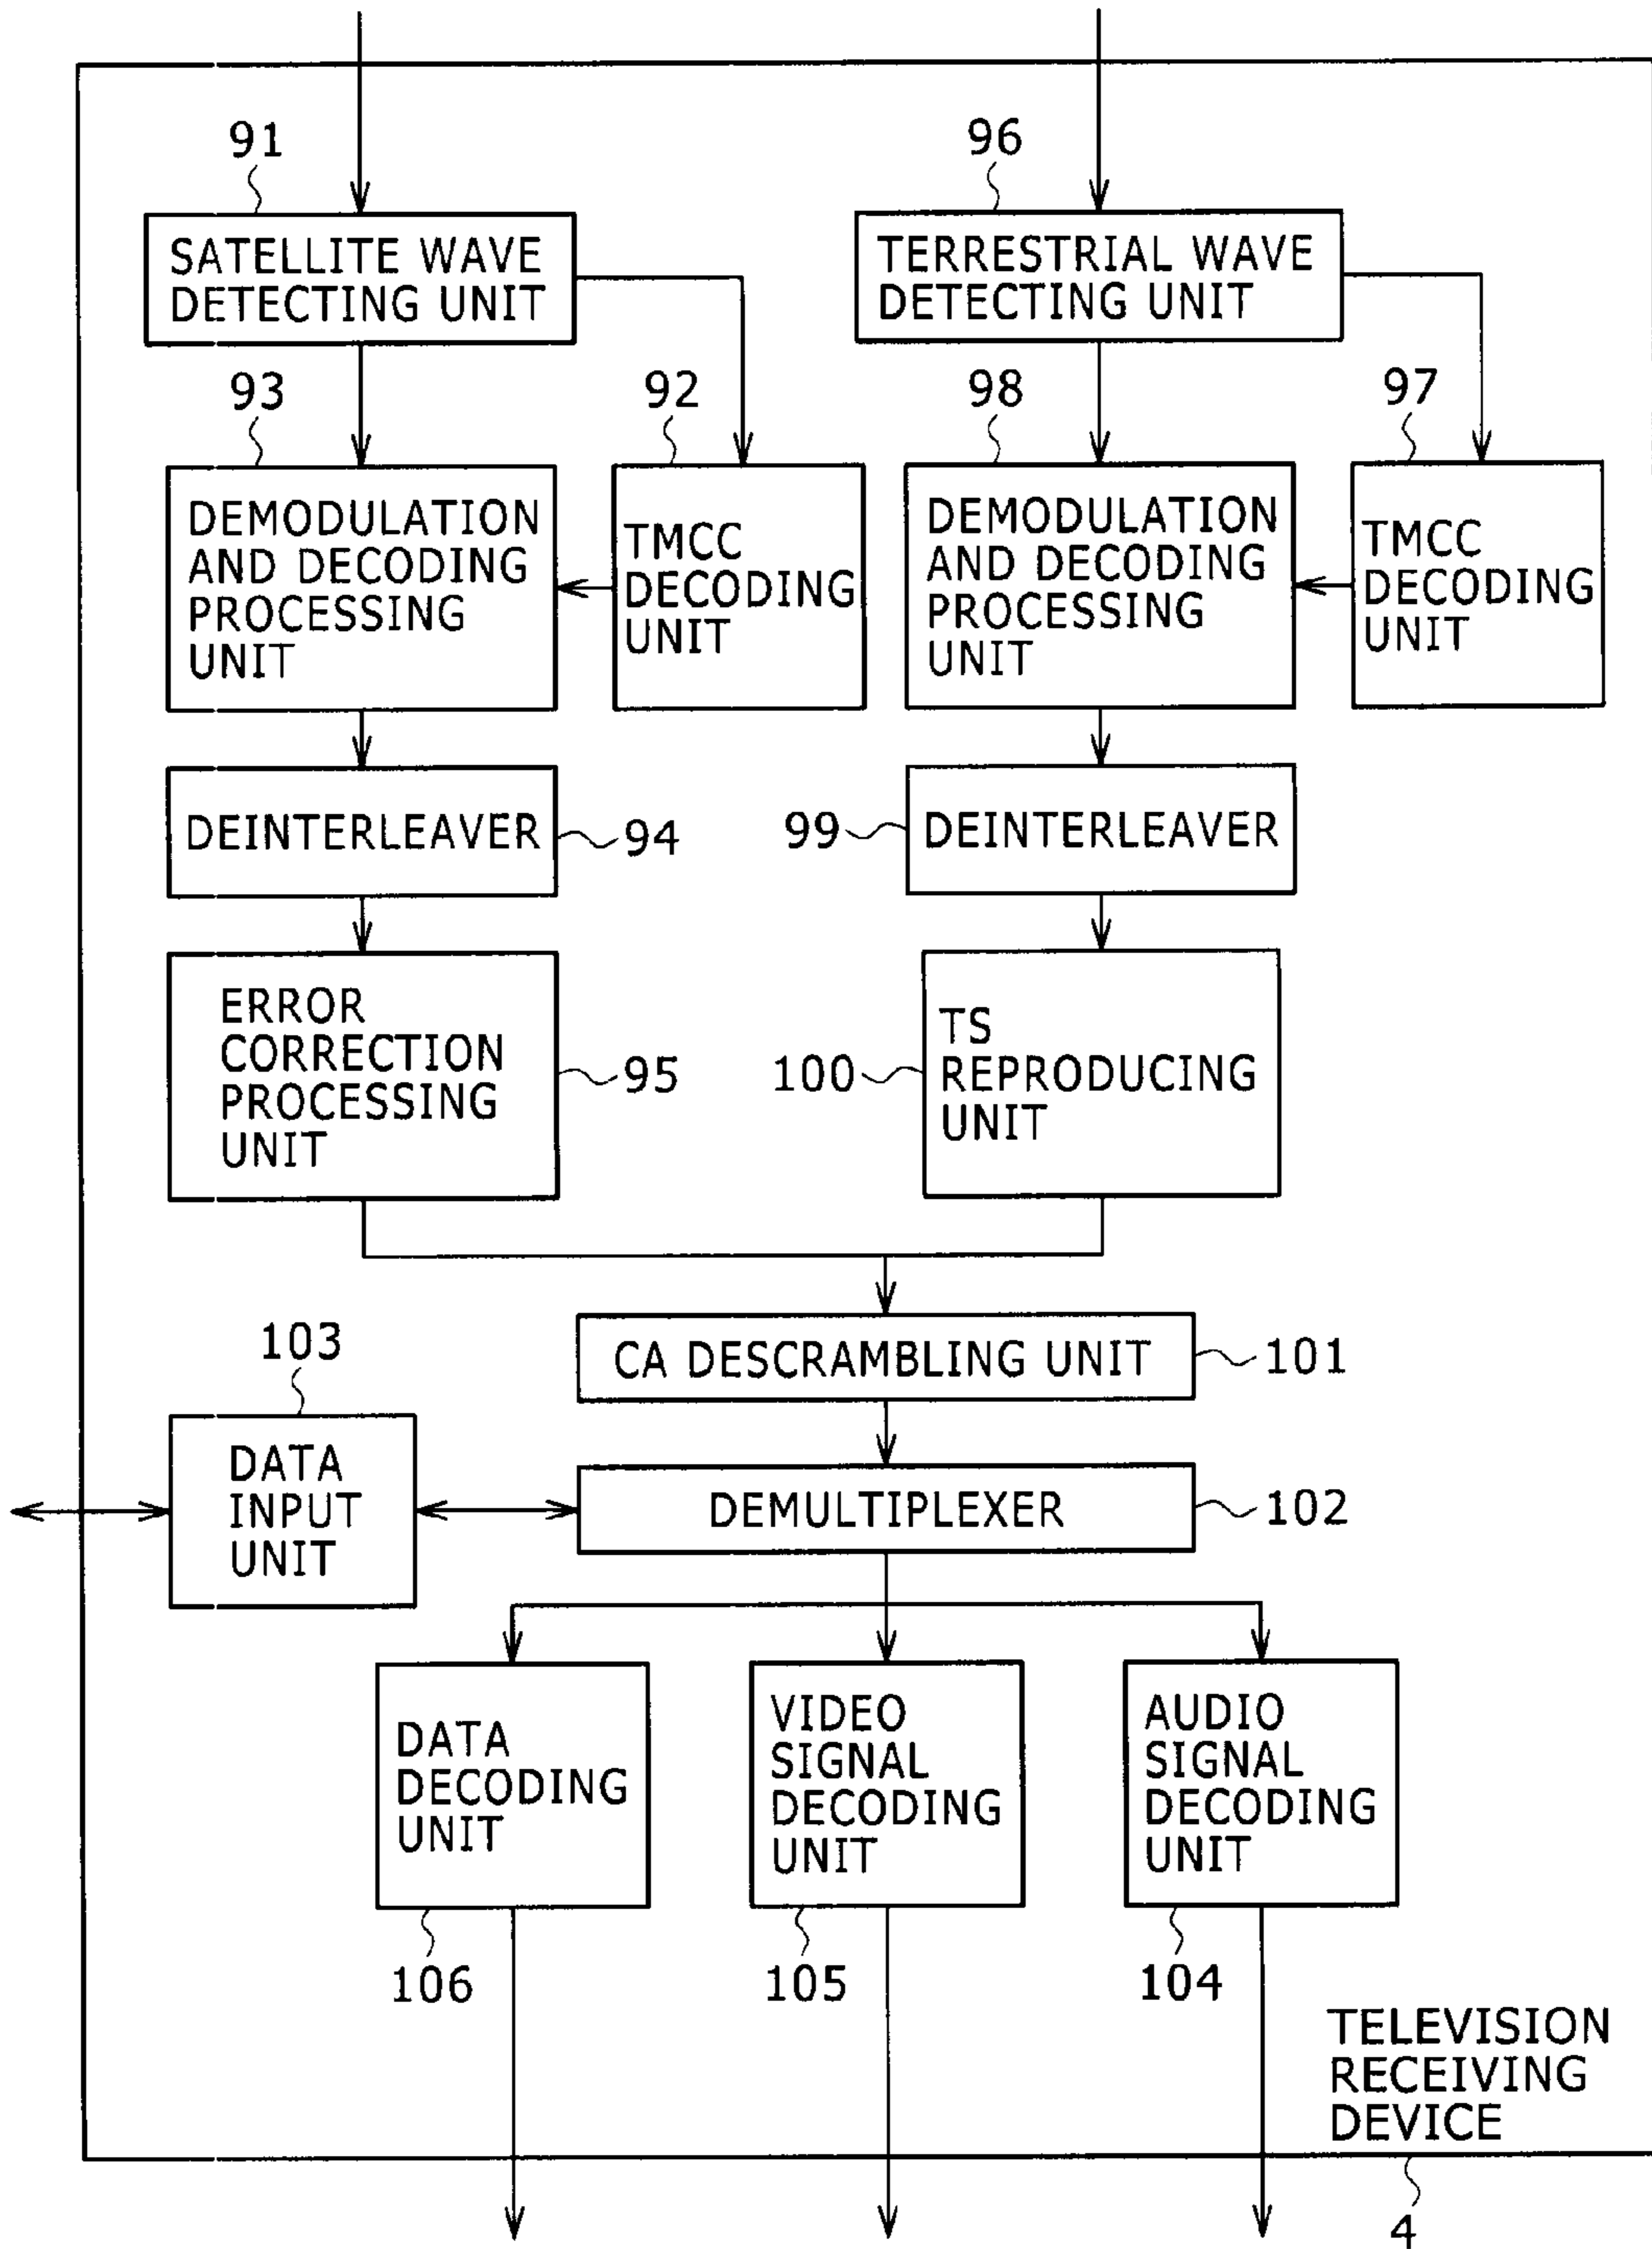 91
96
SATELLITE WAVE
DETECTING UNIT
TERRESTRIAL WAVE
DETECTING UNIT
93
92
98
97
DEMODULATION
AND DECODING
PROCESSING
UNIT
TMCC
DECODING
UNIT
DEMODULATION
AND DECODING
PROCESSING
UNIT
TMCC
DECODING
UNIT
DEINTERLEAVER
94
99
DEINTERLEAVER
ERROR
CORRECTION
PROCESSING
UNIT
95
100
TS
REPRODUCING
UNIT
CA DESCRAMBLING UNIT
101
103
DATA
INPUT
UNIT
DEMULTIPLEXER
102
DATA
DECODING
UNIT
VIDEO
SIGNAL
DECODING
UNIT
AUDIO
SIGNAL
DECODING
UNIT
106
105
104
TELEVISION
RECEIVING
DEVICE
4